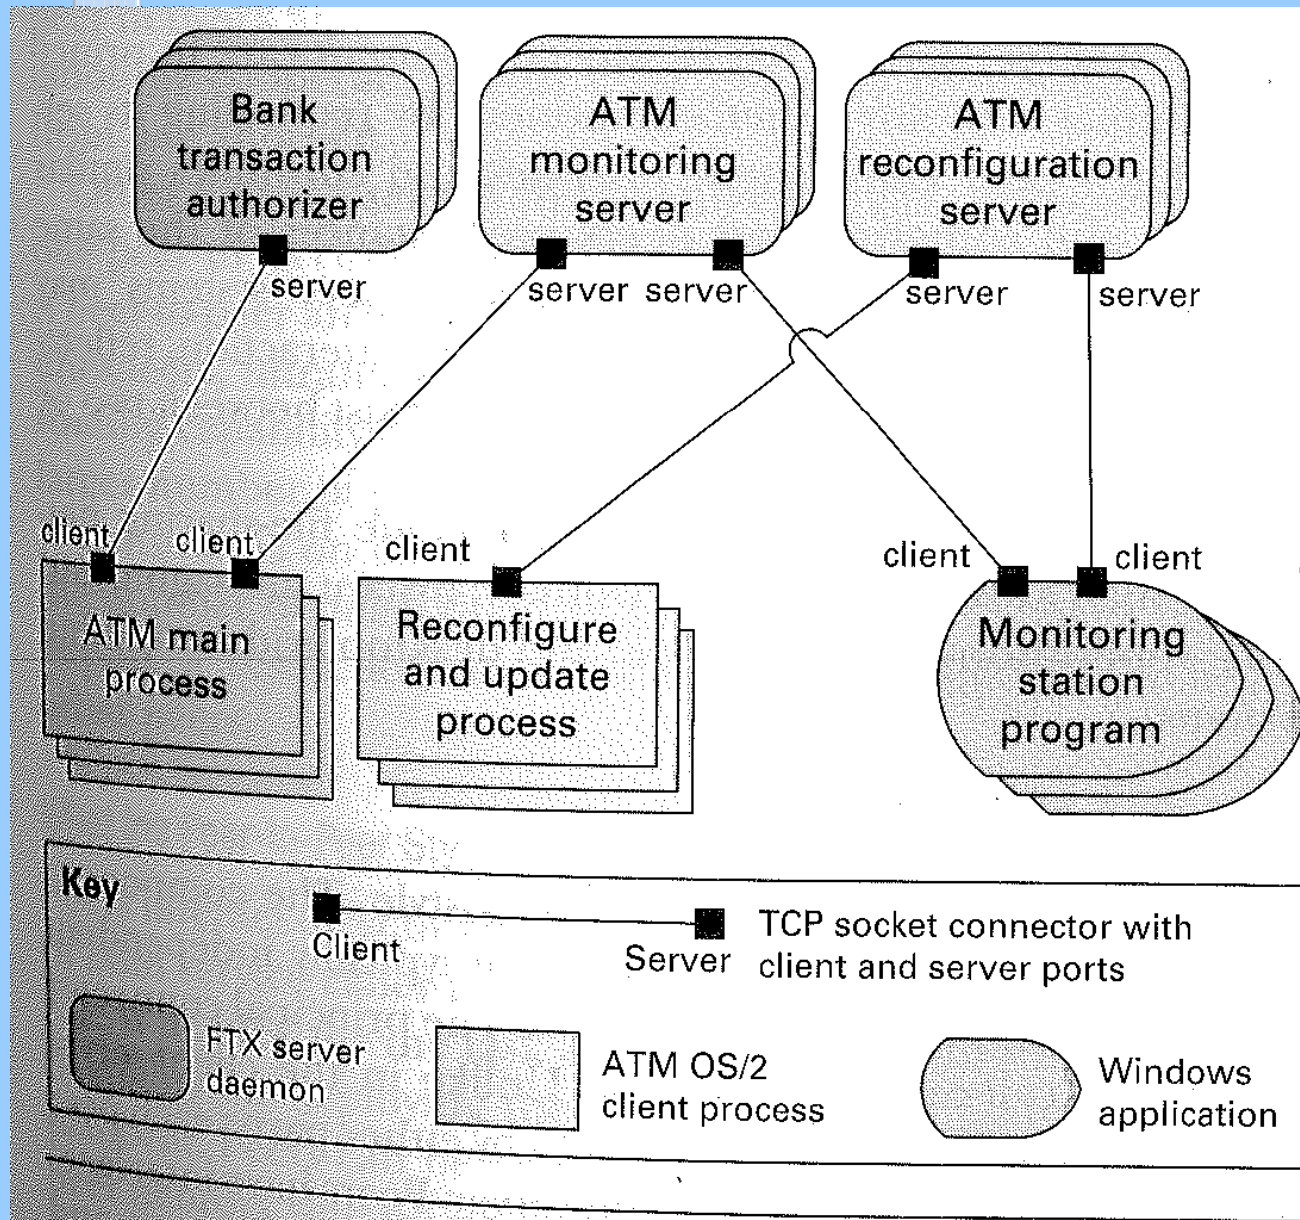 Bank
transaction
authorizer
ATM
monitoring
server
ATM
reconfiguration
server
server
server
server
server
server
client
client
client
client
client
ATM main
process
Reconfigure
and update
process
Monitoring
station
program
Key
Client
Server
TCP socket connector with
client and server ports
FTX server
daemon
ATM OS/2
client process
Windows
application